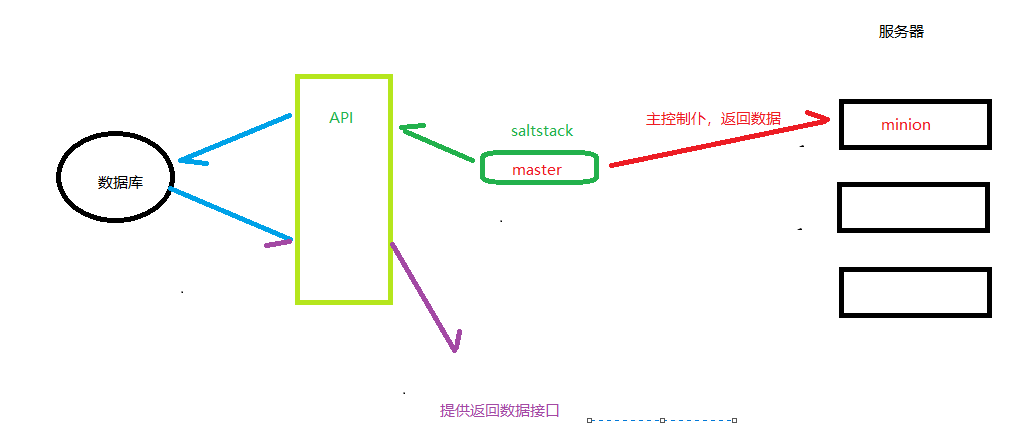 服务器
API
saltstack
主控制仆，返回数据
minion
master
数据库
提供返回数据接口